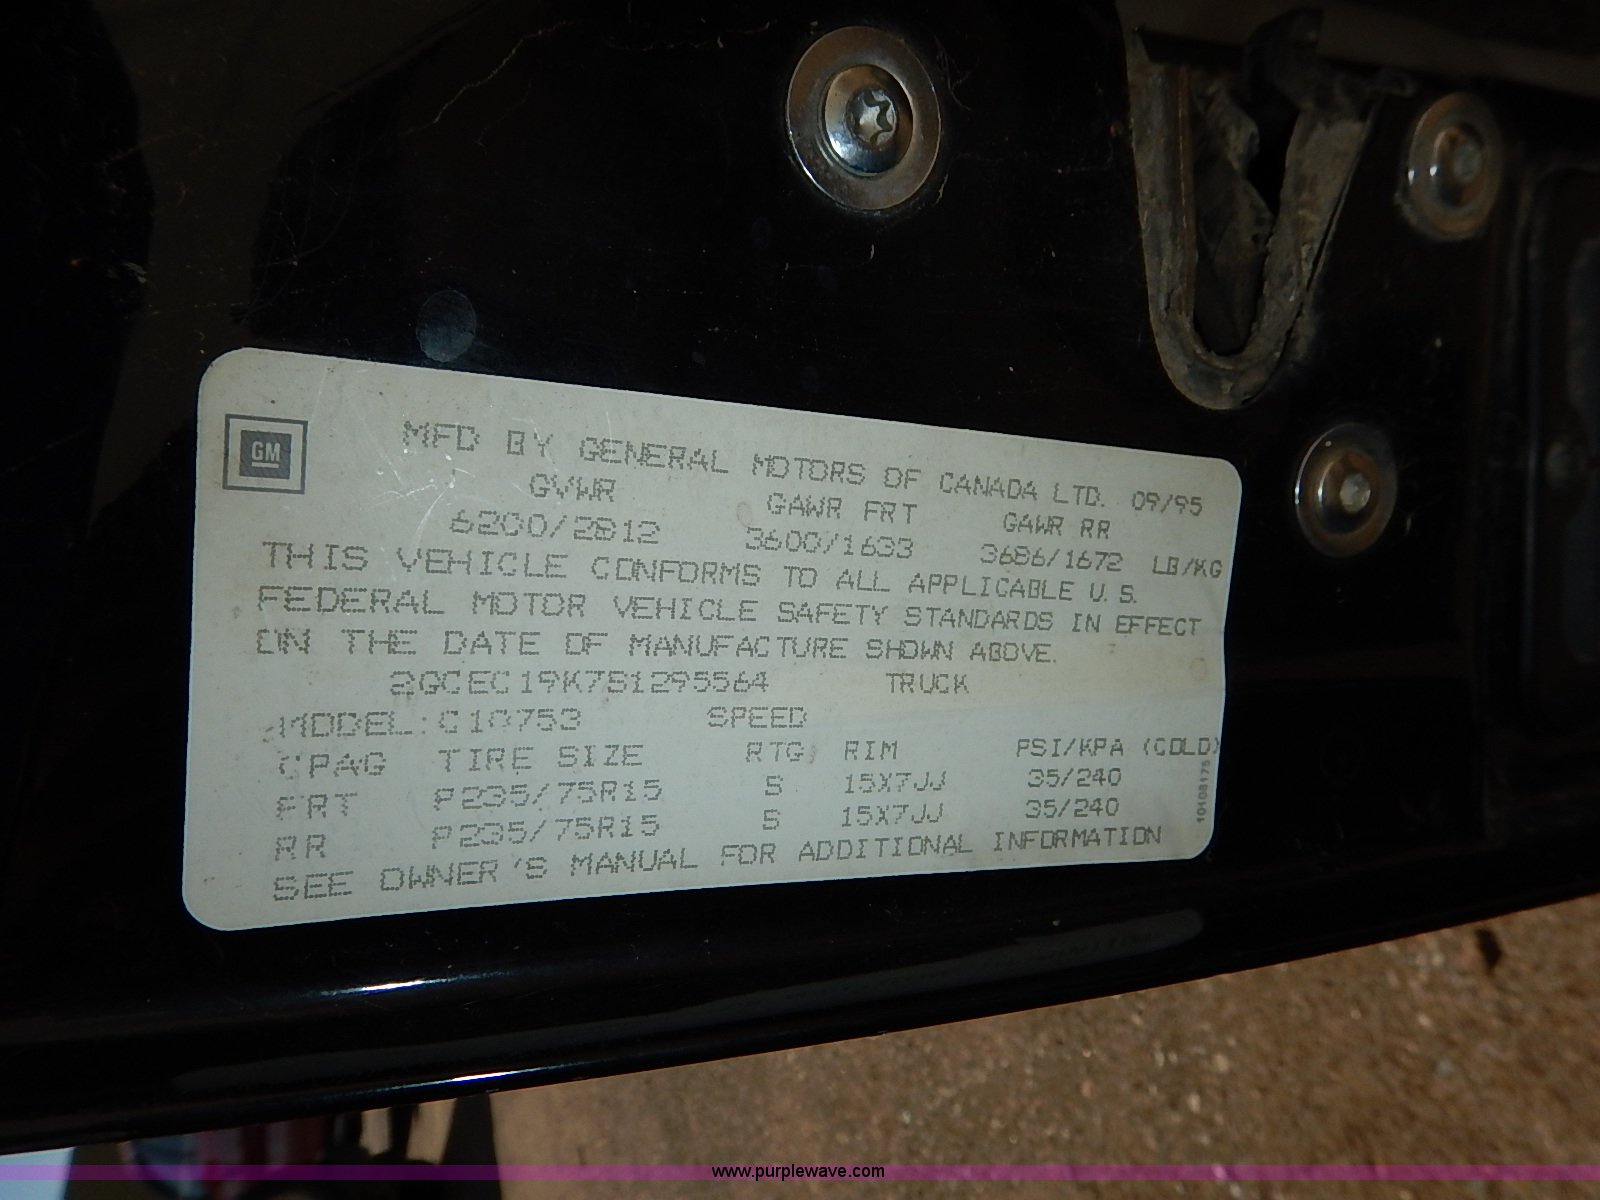 GM
MFD BY GENERAL MOTORS OF CANADA LTD. 09/95
GVWR GAWR FRT GAWR RR
6200/2812 3600/1633 3686/1672 LB/KG
THIS VEHICLE CONFORMS TO ALL APPLICABLE U.S.
FEDERAL MOTOR VEHICLE SAFETY STANDARDS IN EFFECT
ON THE DATE OF MANUFACTURE SHOWN ABOVE.
2GCEC19K7S1295564 TRUCK
MODEL: C10753 SPEED
CPAG TIRE SIZE RTG RIM PSI/KPA (COLD)
FRT P235/75R15 S 15X7JJ 35/240
RR P235/75R15 S 15X7JJ 35/240
SEE OWNER'S MANUAL FOR ADDITIONAL INFORMATION
10108175
www.purplewave.com